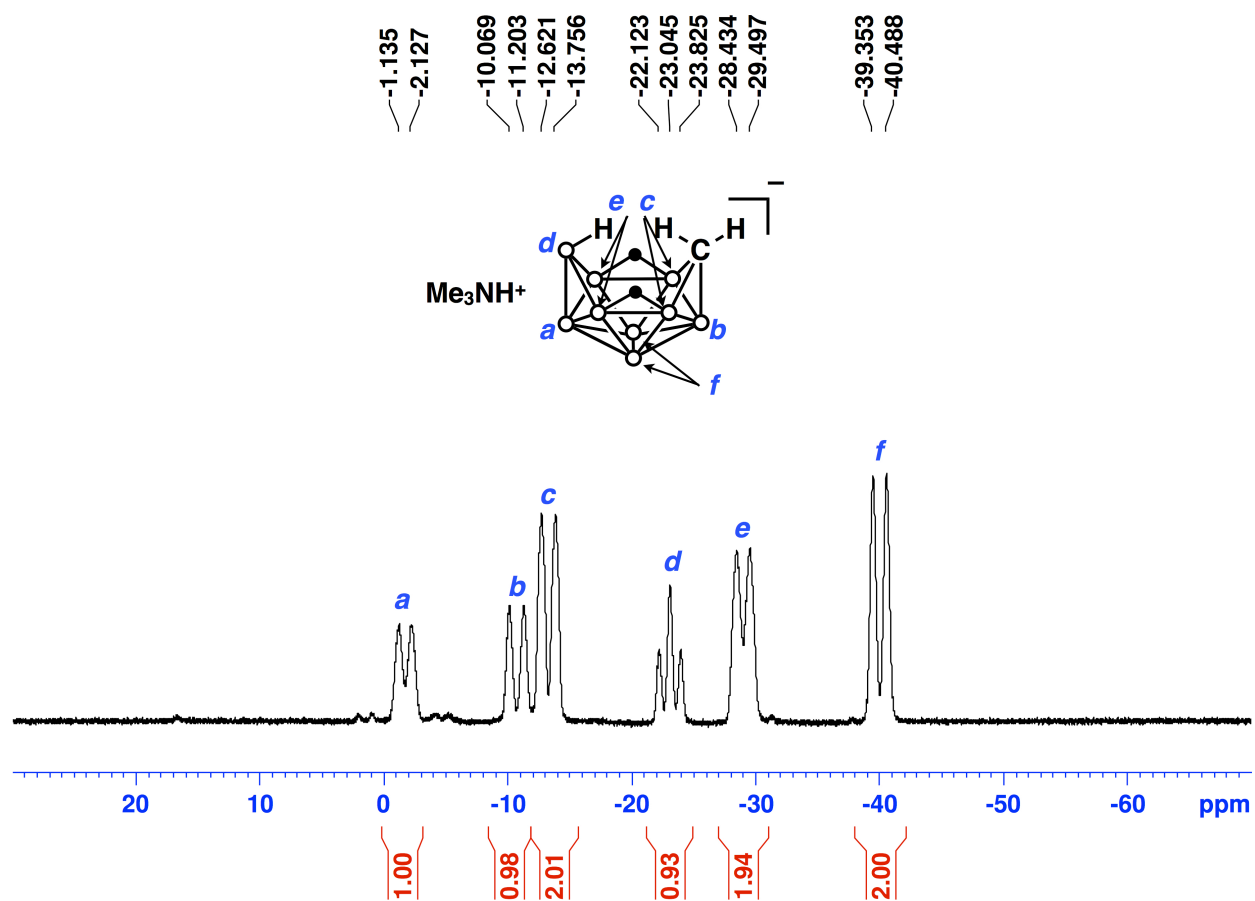 -1.135
-2.127
-10.069
-11.203
-12.621
-13.756
-22.123
-23.045
-23.825
-28.434
-29.497
-39.353
-40.488
e c
–
d H H H
C
Me₃NH⁺
a b
f
f
c
e
d
b
a
20 10 0 -10 -20 -30 -40 -50 -60 ppm
1.00
0.98
2.01
0.93
1.94
2.00